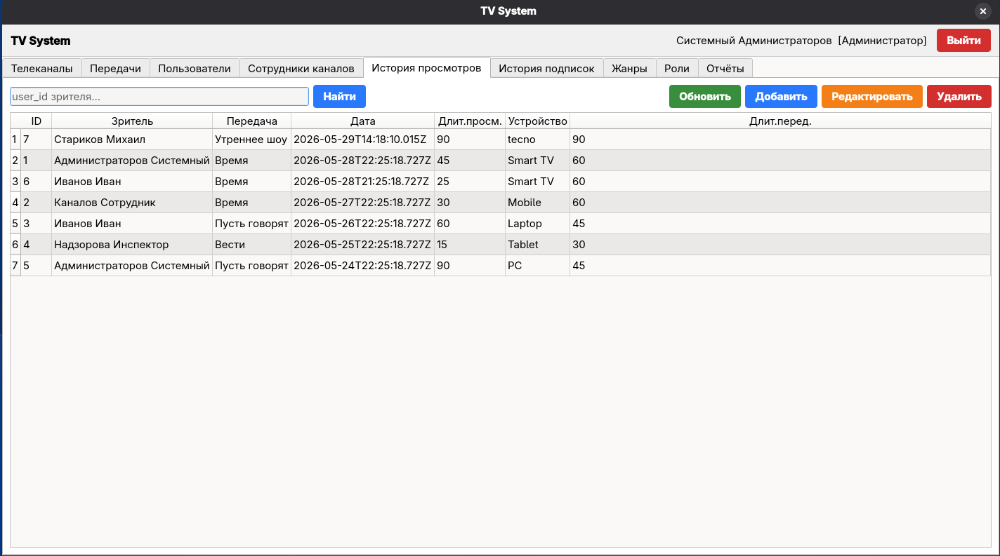 TV System
TV System Системный Администраторов [Администратор] Выйти
Телеканалы Передачи Пользователи Сотрудники каналов История просмотров История подписок Жанры Роли Отчёты
user_id зрителя... Найти Обновить Добавить Редактировать Удалить
ID Зритель Передача Дата Длит.просм. Устройство Длит.перед.
1 7 Стариков Михаил Утреннее шоу 2026-05-29T14:18:10.015Z 90 tecno 90
2 1 Администраторов Системный Время 2026-05-28T22:25:18.727Z 45 Smart TV 60
3 6 Иванов Иван Время 2026-05-28T21:25:18.727Z 25 Smart TV 60
4 2 Каналов Сотрудник Время 2026-05-27T22:25:18.727Z 30 Mobile 60
5 3 Иванов Иван Пусть говорят 2026-05-26T22:25:18.727Z 60 Laptop 45
6 4 Надзорова Инспектор Вести 2026-05-25T22:25:18.727Z 15 Tablet 30
7 5 Администраторов Системный Пусть говорят 2026-05-24T22:25:18.727Z 90 PC 45